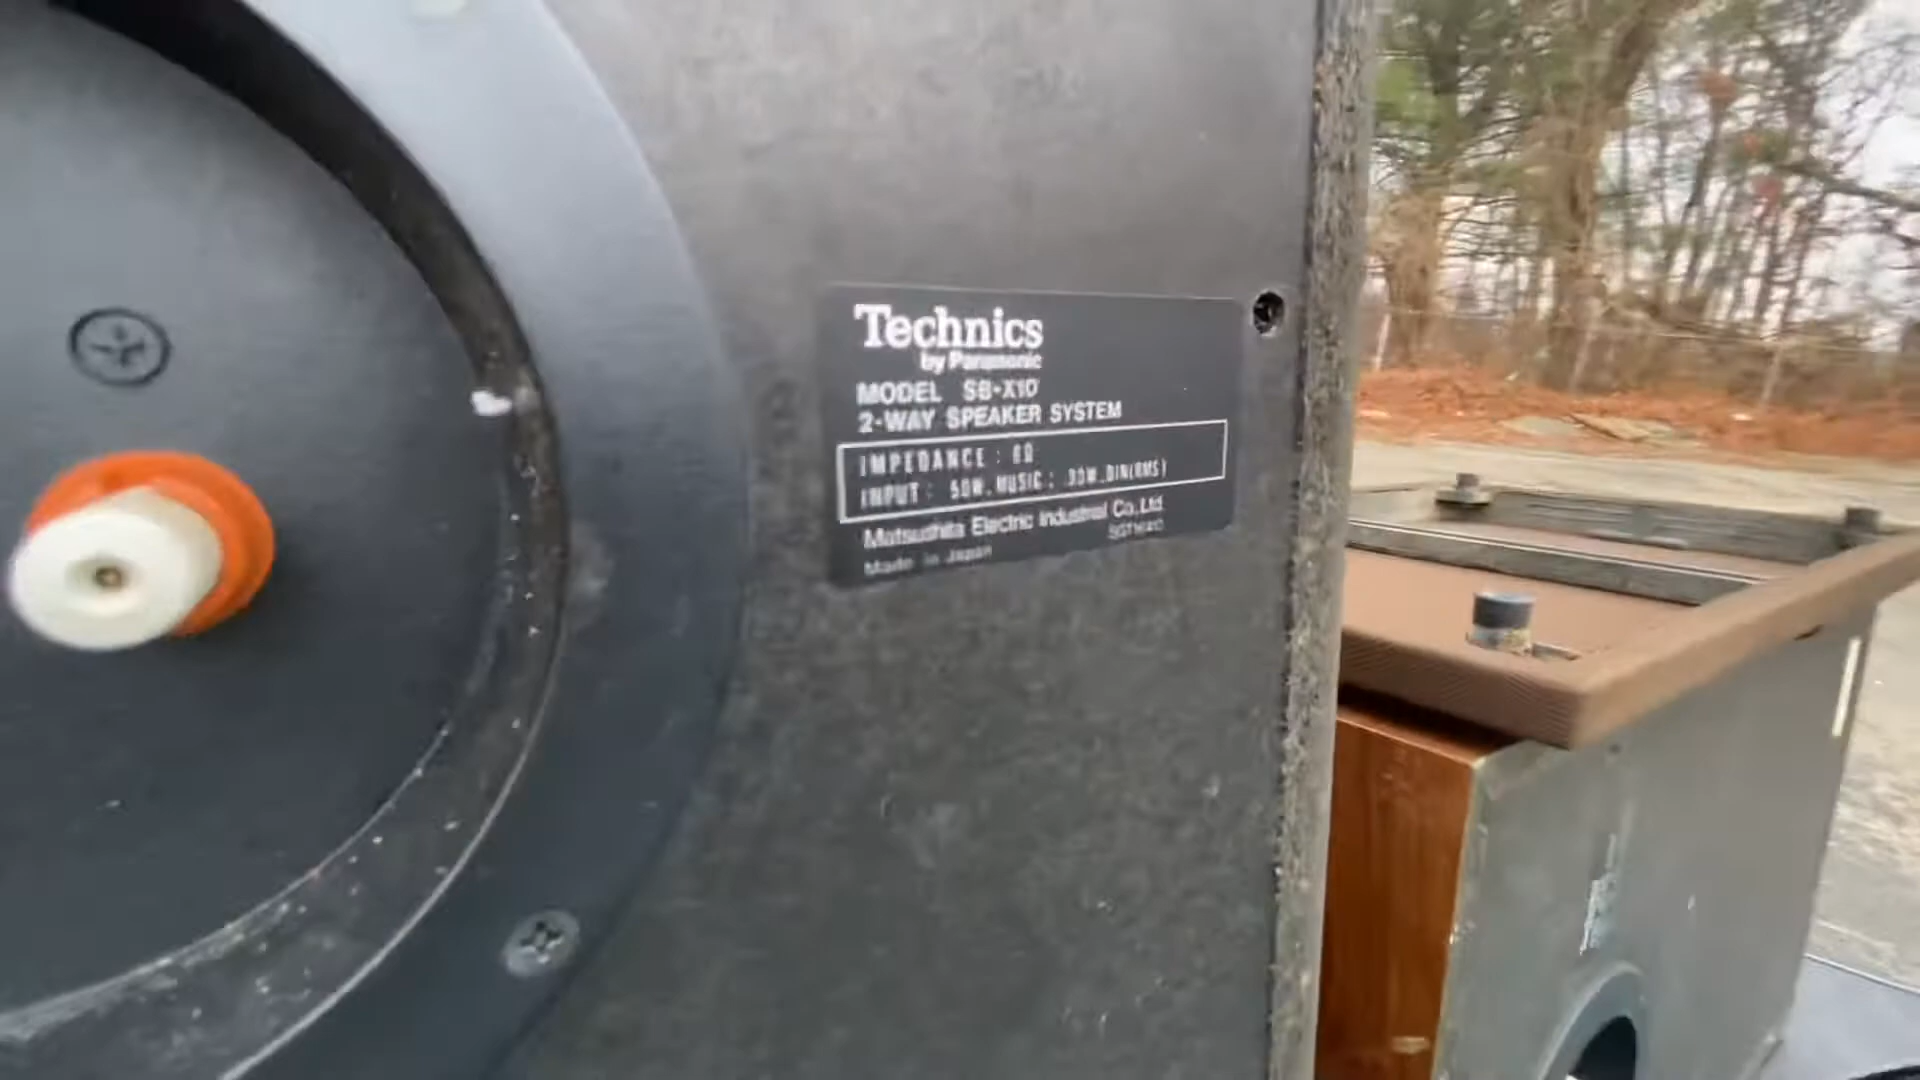 Technics
by Panasonic
MODEL SB-X10
2-WAY SPEAKER SYSTEM
IMPEDANCE : 8Ω
INPUT : 50W. MUSIC : 30W. DIN(RMS)
Matsushita Electric Industrial Co., Ltd.
Made in Japan